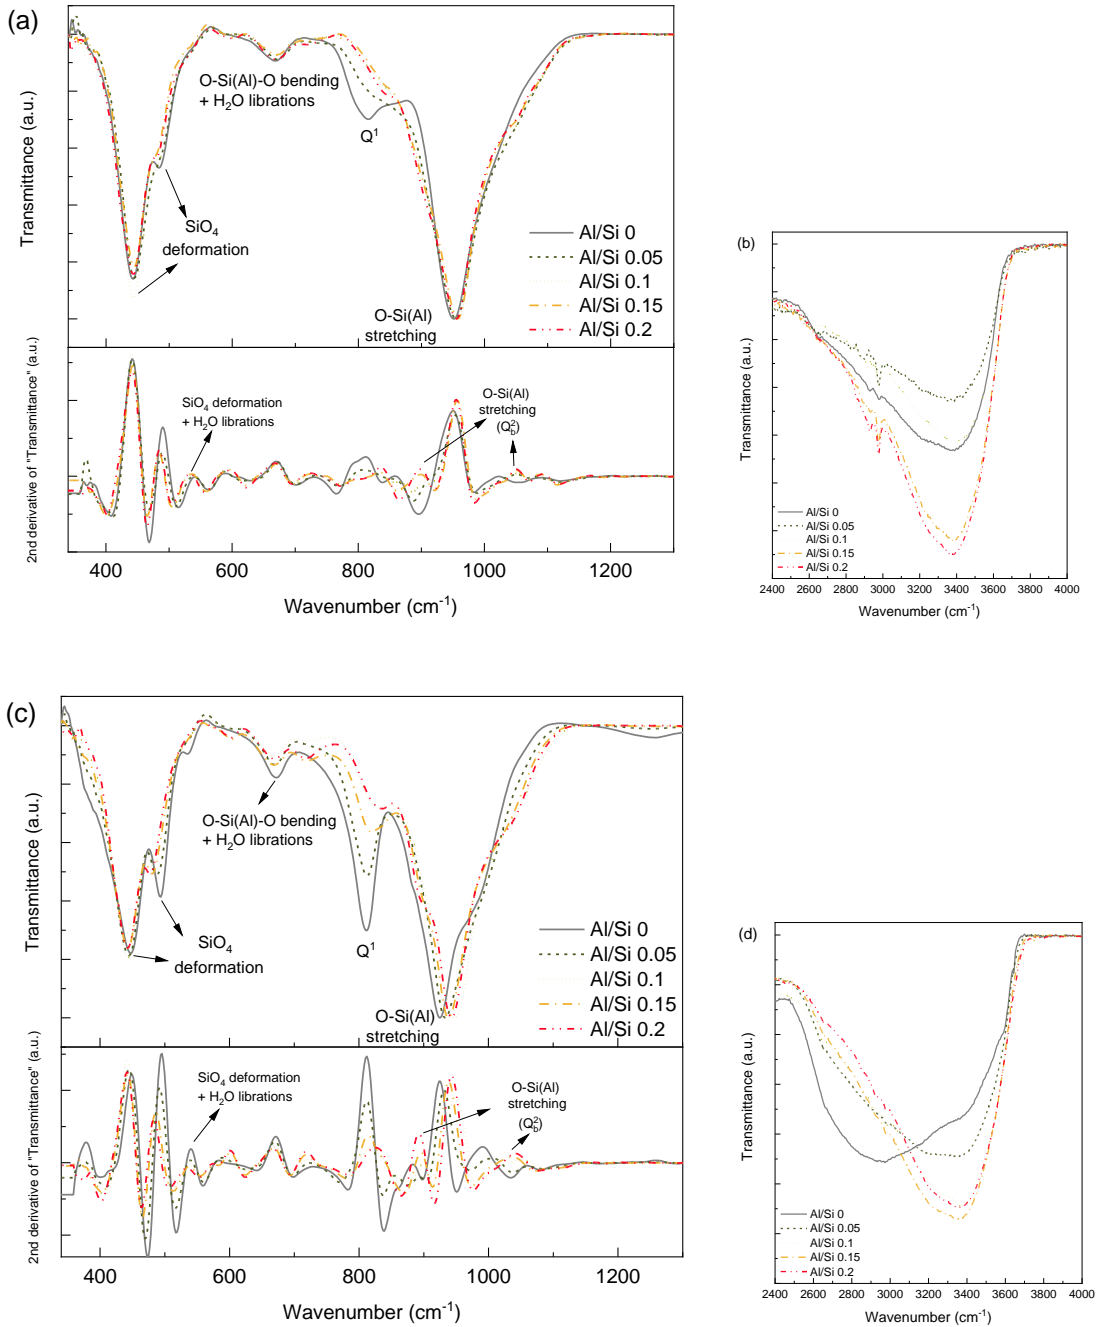 (a)
Transmittance (a.u.)
O-Si(Al)-O bending
+ H₂O librations
Q¹
SiO₄
deformation
O-Si(Al)
stretching
Al/Si 0
Al/Si 0.05
Al/Si 0.1
Al/Si 0.15
Al/Si 0.2
2nd derivative of "Transmittance" (a.u.)
SiO₄ deformation
+ H₂O librations
O-Si(Al)
stretching
(Q²b)
400 600 800 1000 1200
Wavenumber (cm⁻¹)
(b)
Transmittance (a.u.)
Al/Si 0
Al/Si 0.05
Al/Si 0.1
Al/Si 0.15
Al/Si 0.2
2400 2600 2800 3000 3200 3400 3600 3800 4000
Wavenumber (cm⁻¹)
(c)
Transmittance (a.u.)
O-Si(Al)-O bending
+ H₂O librations
SiO₄
deformation
Q¹
O-Si(Al)
stretching
Al/Si 0
Al/Si 0.05
Al/Si 0.1
Al/Si 0.15
Al/Si 0.2
2nd derivative of "Transmittance" (a.u.)
SiO₄ deformation
+ H₂O librations
O-Si(Al)
stretching
(Q²b)
400 600 800 1000 1200
Wavenumber (cm⁻¹)
(d)
Transmittance (a.u.)
Al/Si 0
Al/Si 0.05
Al/Si 0.1
Al/Si 0.15
Al/Si 0.2
2400 2600 2800 3000 3200 3400 3600 3800 4000
Wavenumber (cm⁻¹)